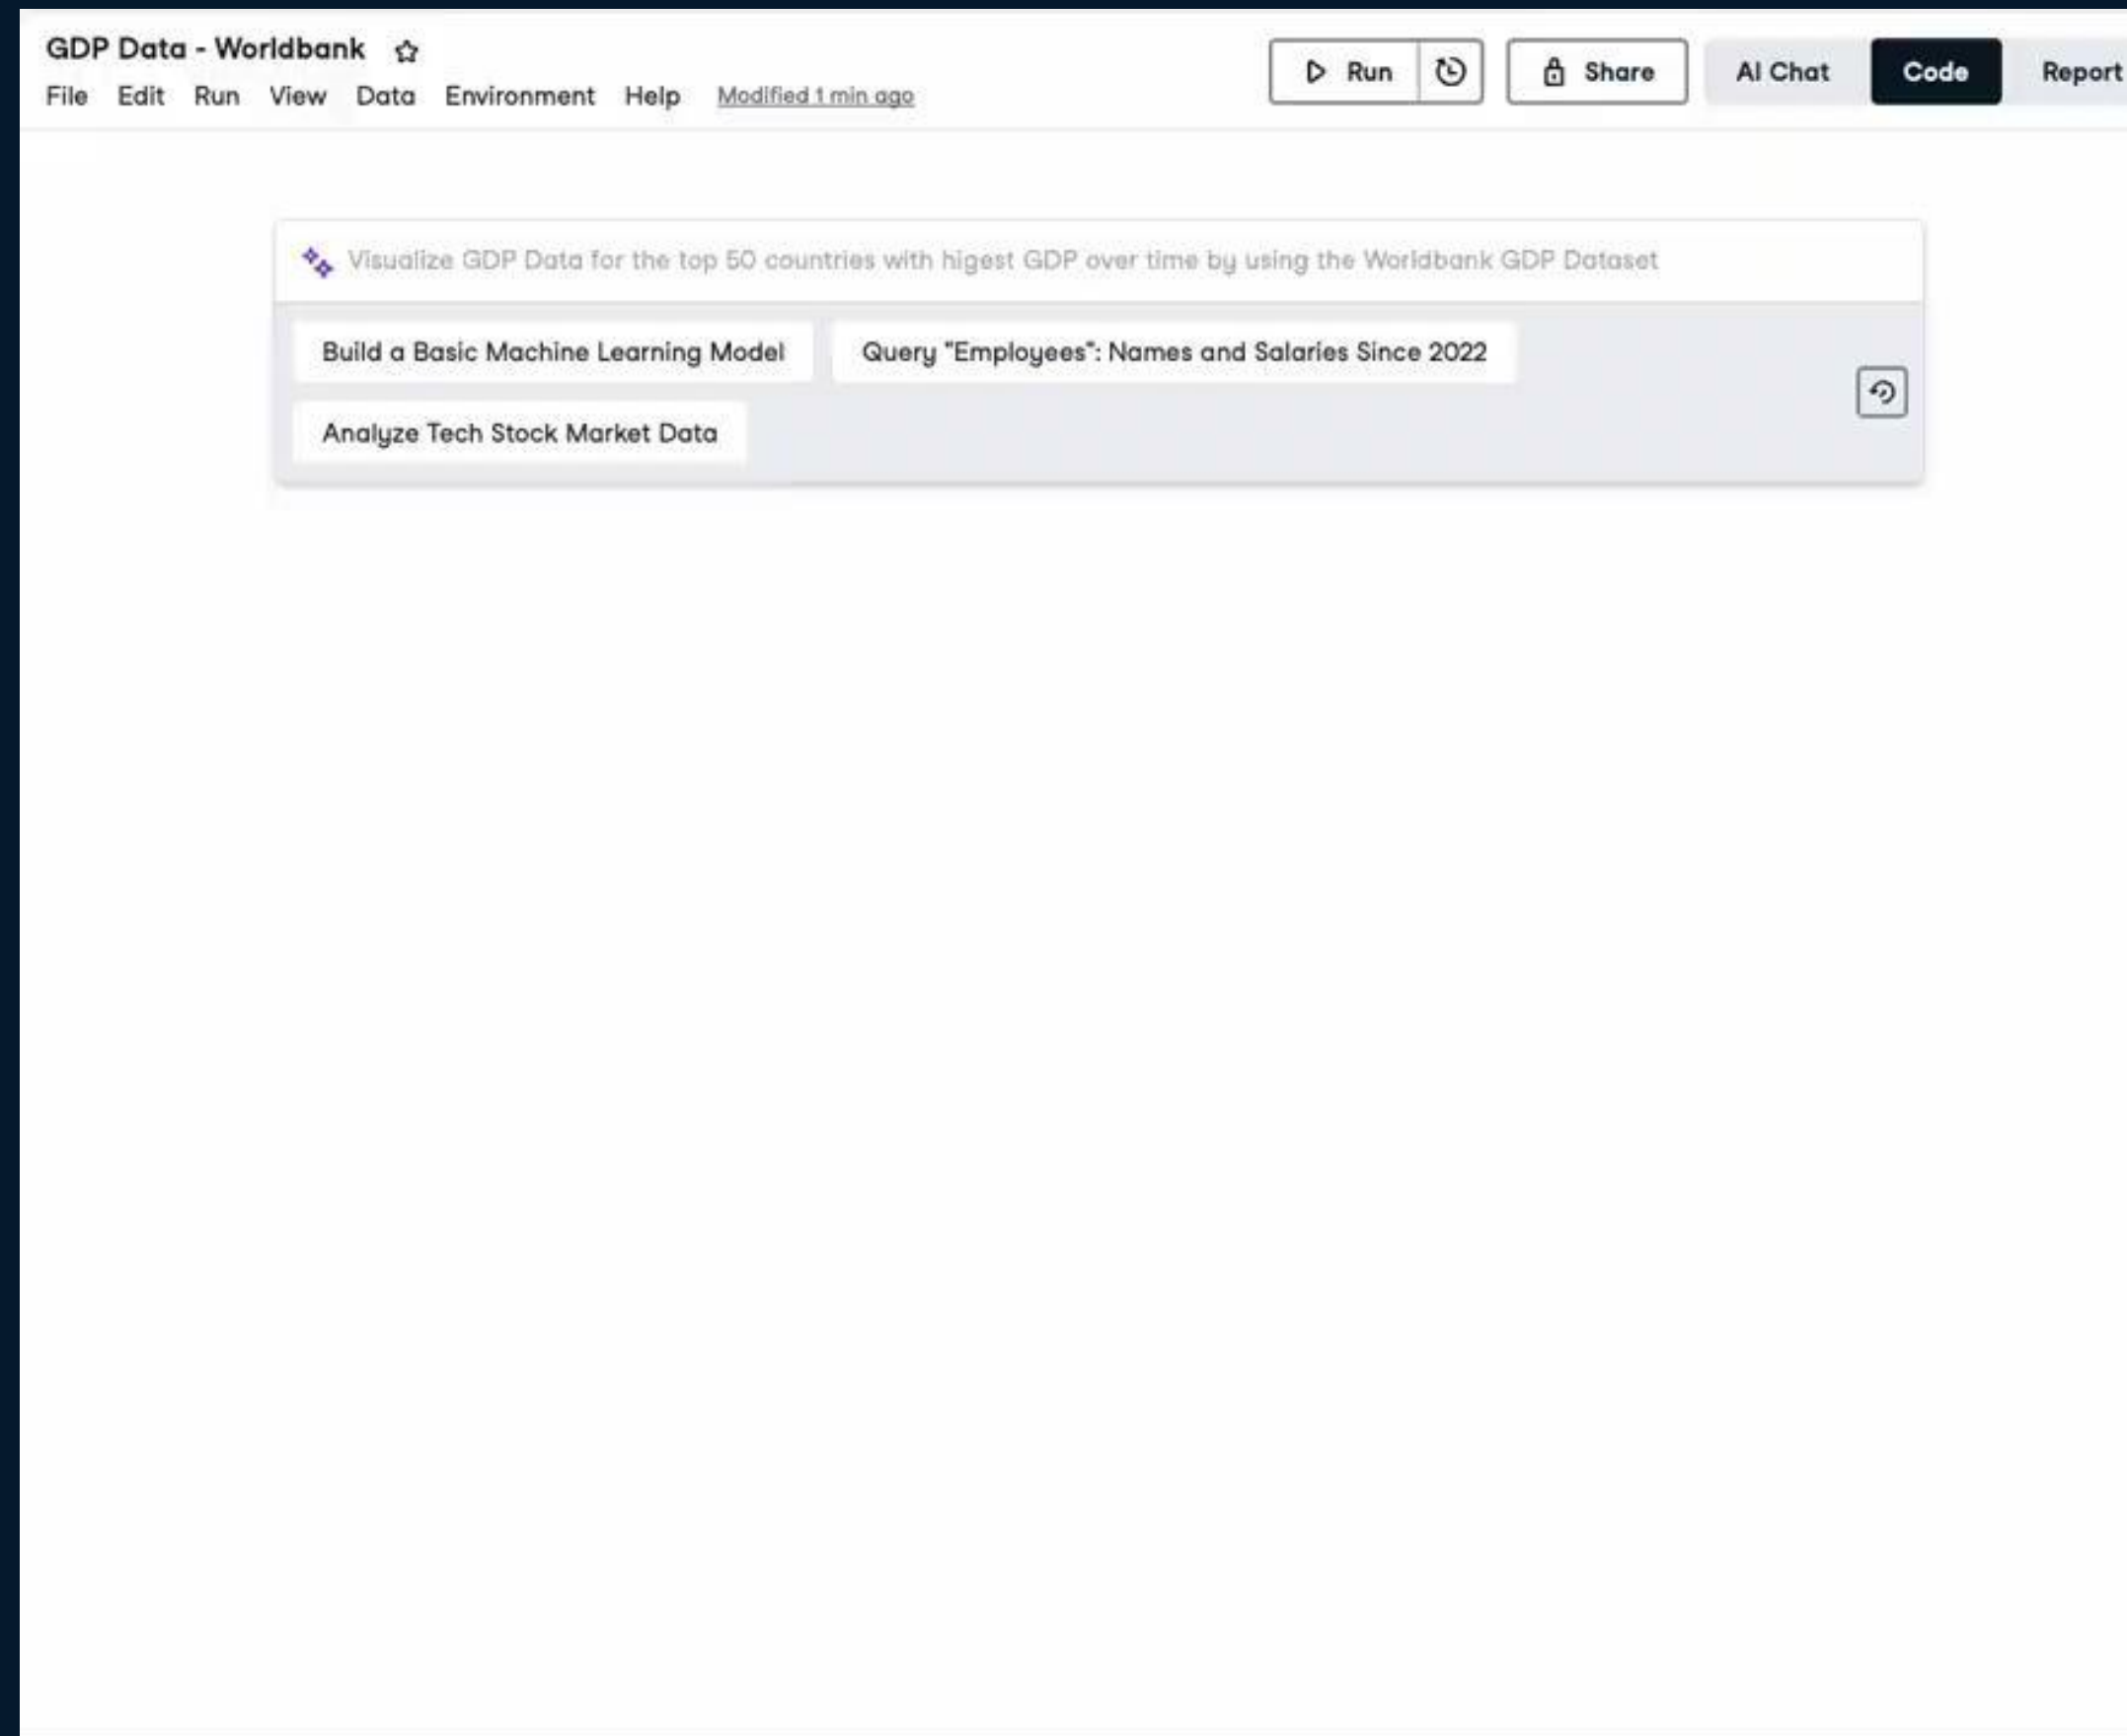 GDP Data - Worldbank
Run Share AI Chat Code Report
File Edit Run View Data Environment Help Modified 1 min ago
Visualize GDP Data for the top 50 countries with higest GDP over time by using the Worldbank GDP Dataset
Build a Basic Machine Learning Model Query "Employees": Names and Salaries Since 2022
Analyze Tech Stock Market Data